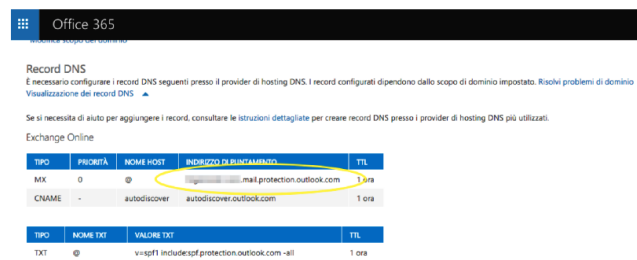 Office 365
Modifica scopo del dominio
Record DNS
È necessario configurare i record DNS seguenti presso il provider di hosting DNS. I record configurati dipendono dallo scopo di dominio impostato. Risolvi problemi di dominio
Visualizzazione dei record DNS
Se si necessita di aiuto per aggiungere i record, consultare le istruzioni dettagliate per creare record DNS presso i provider di hosting DNS più utilizzati.
Exchange Online
TIPO PRIORITÀ NOME HOST INDIRIZZO DI PUNTAMENTO TTL
MX 0 @ .mail.protection.outlook.com 1 ora
CNAME - autodiscover autodiscover.outlook.com 1 ora
TIPO NOME TXT VALORE TXT TTL
TXT @ v=spf1 include:spf.protection.outlook.com -all 1 ora